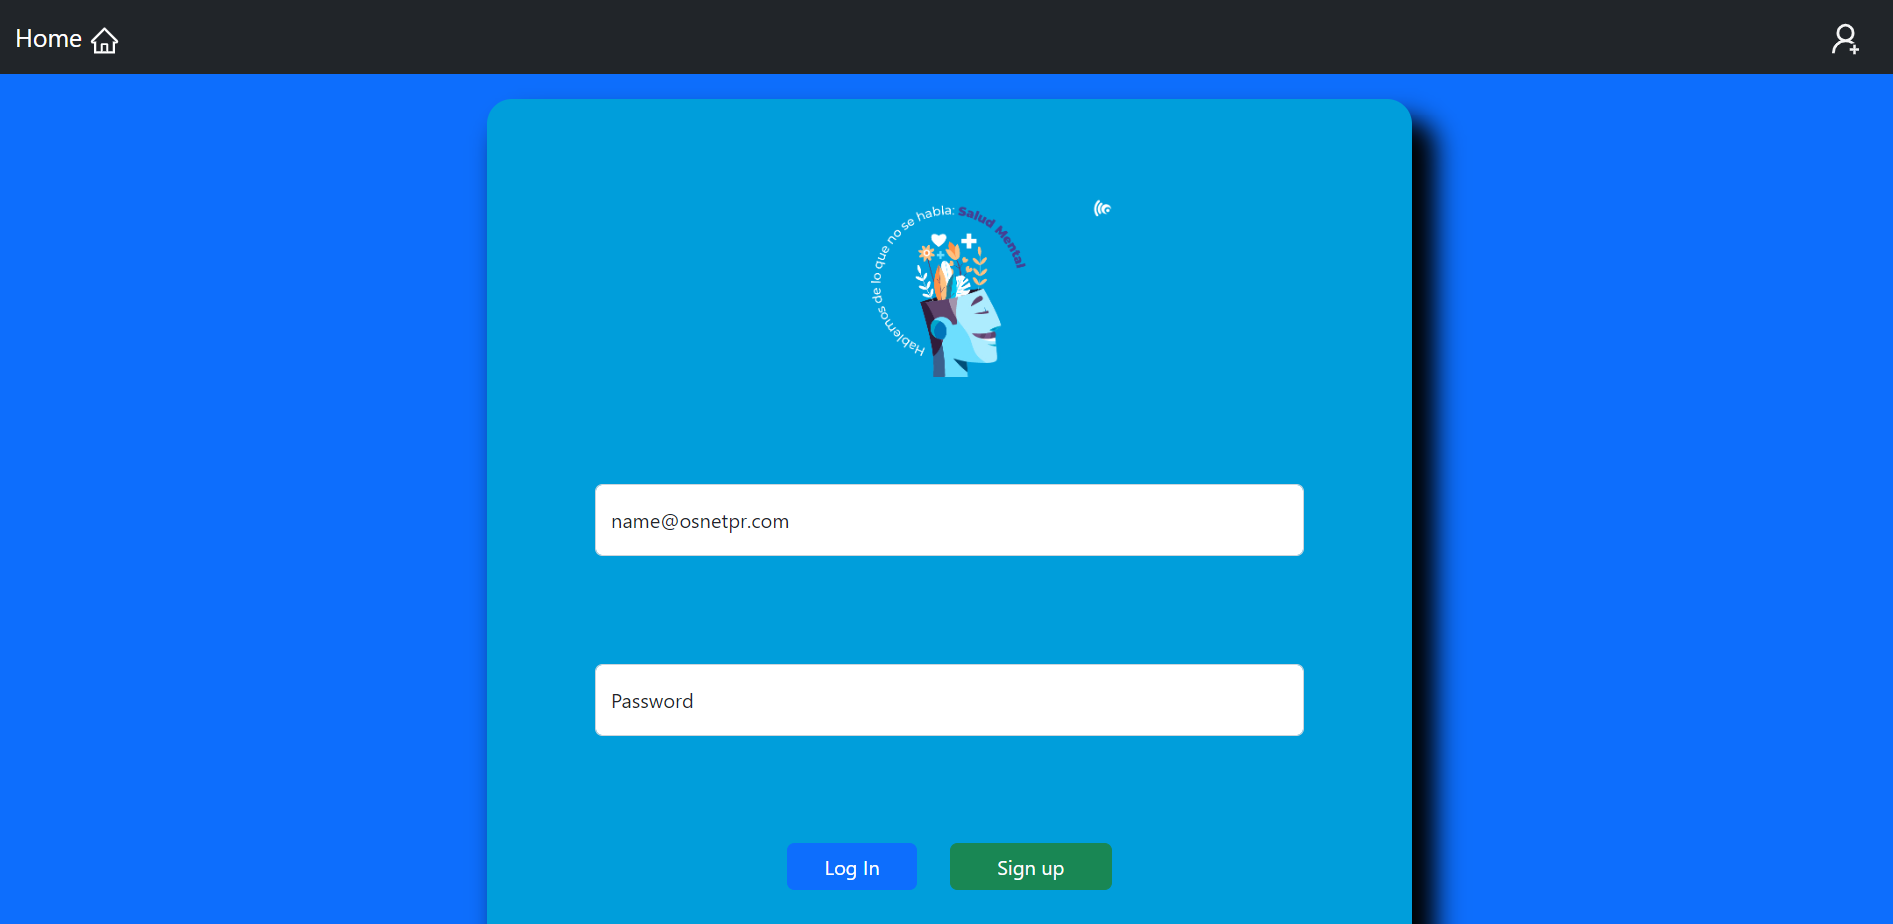 Home
Hablemos de lo que no se habla: Salud Mental
name@osnetpr.com
Password
Log In
Sign up